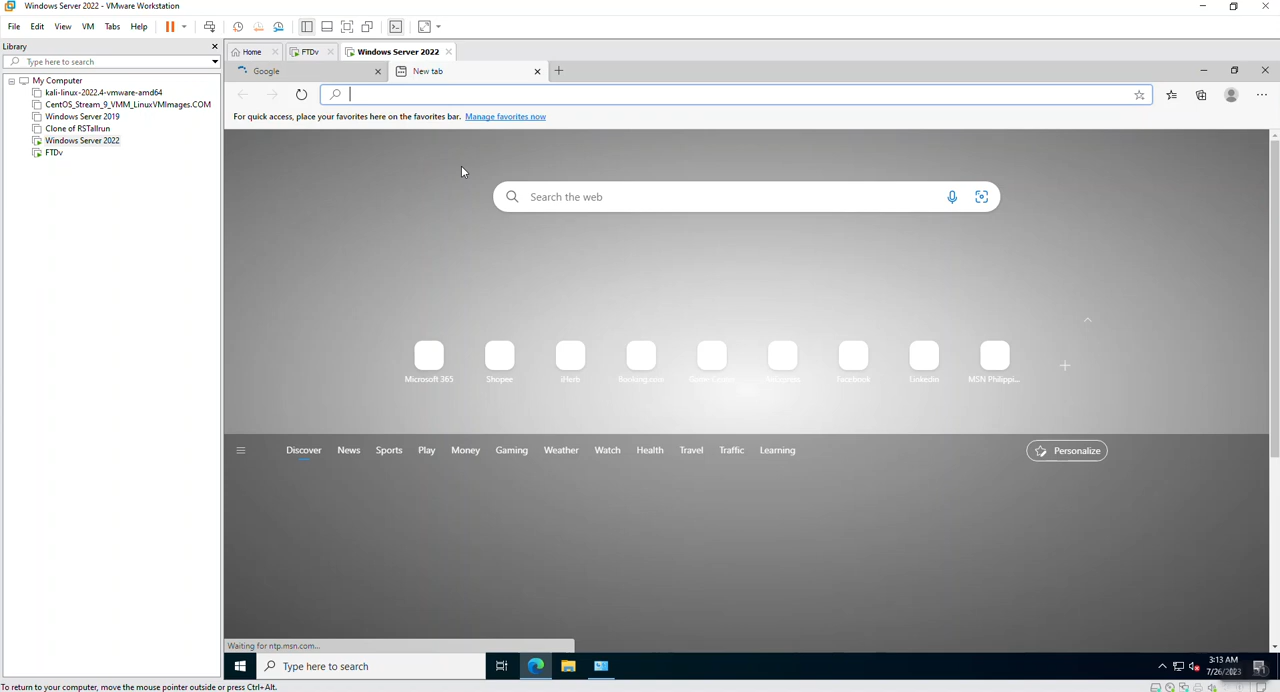 Windows Server 2022 - VMware Workstation
File Edit View VM Tabs Help
Library
Type here to search
My Computer
kali-linux-2022.4-vmware-amd64
CentOS_Stream_9_VMM_LinuxVMImages.COM
Windows Server 2019
Clone of RSTallrun
Windows Server 2022
FTDv
Home FTDv Windows Server 2022
Google New tab
For quick access, place your favorites here on the favorites bar. Manage favorites now
Search the web
Microsoft 365 Shopee iHerb Booking.com AliExpress Facebook Linkedin MSN Philippi...
Discover News Sports Play Money Gaming Weather Watch Health Travel Traffic Learning Personalize
Waiting for ntp.msn.com...
Type here to search
3:13 AM
7/26/2023
To return to your computer, move the mouse pointer outside or press Ctrl+Alt.